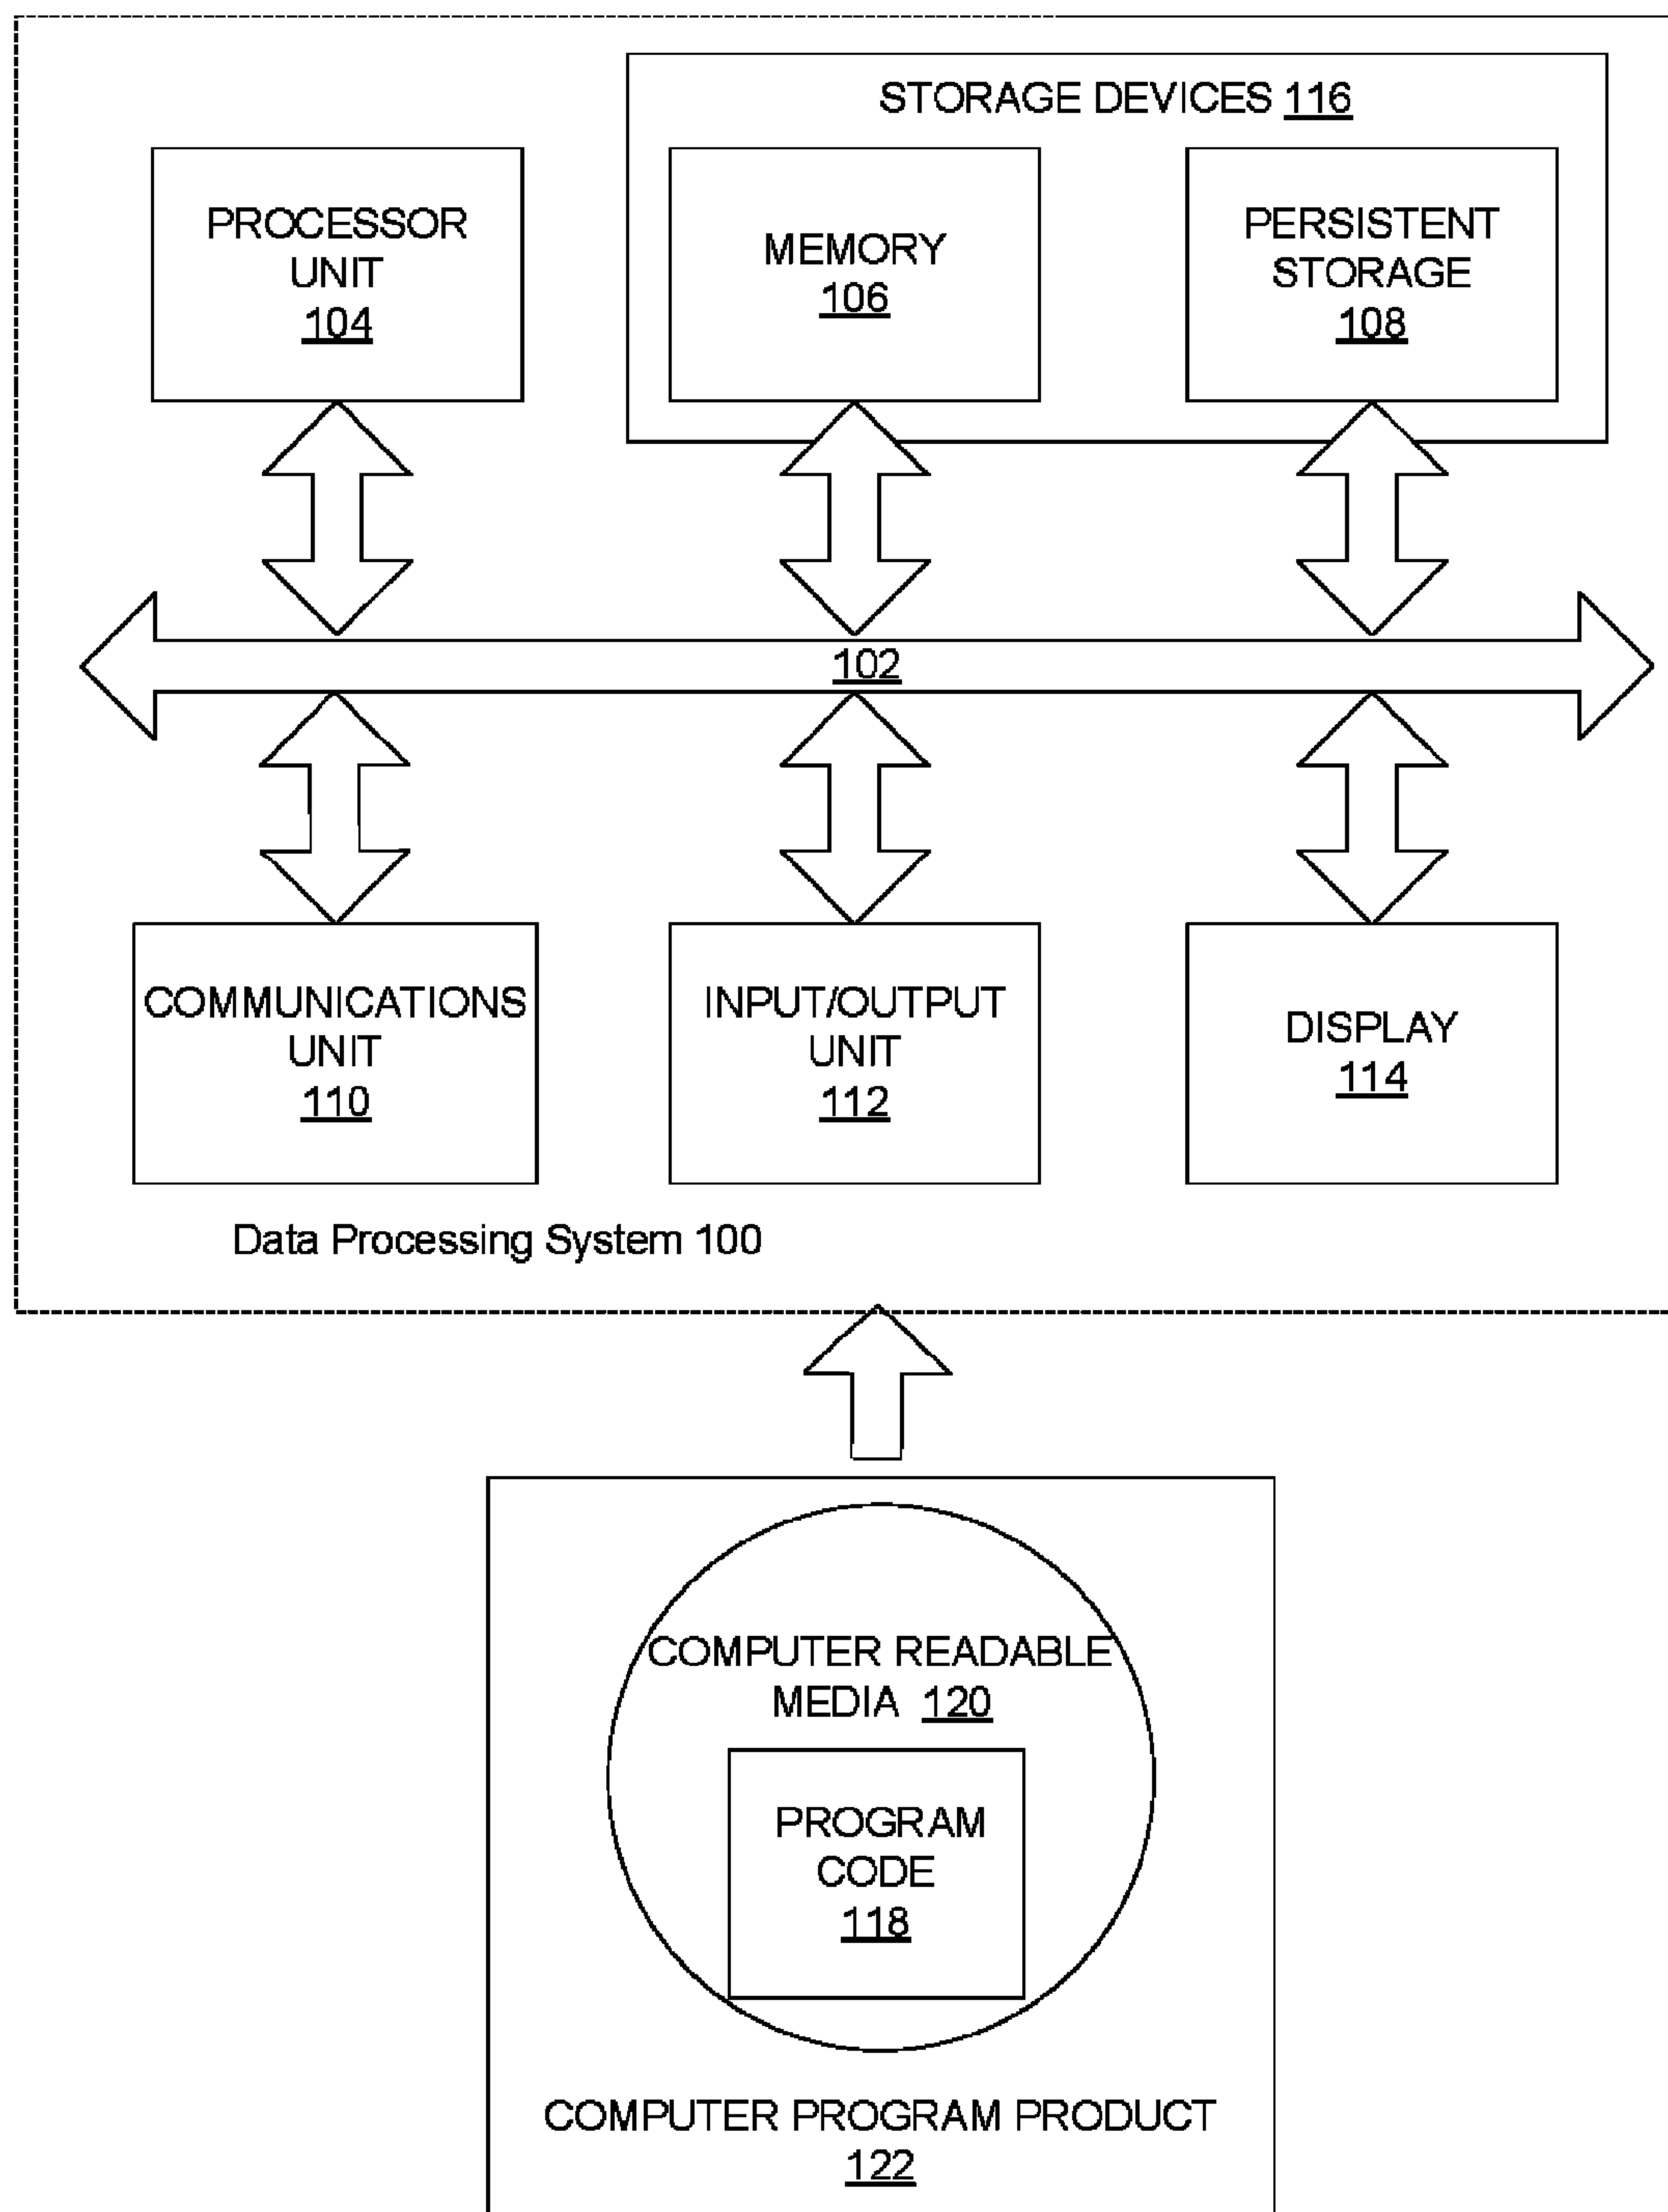 STORAGE DEVICES 116
PROCESSOR
UNIT
104
MEMORY
106
PERSISTENT
STORAGE
108
102
COMMUNICATIONS
UNIT
110
INPUT/OUTPUT
UNIT
112
DISPLAY
114
Data Processing System 100
COMPUTER READABLE
MEDIA 120
PROGRAM
CODE
118
COMPUTER PROGRAM PRODUCT
122